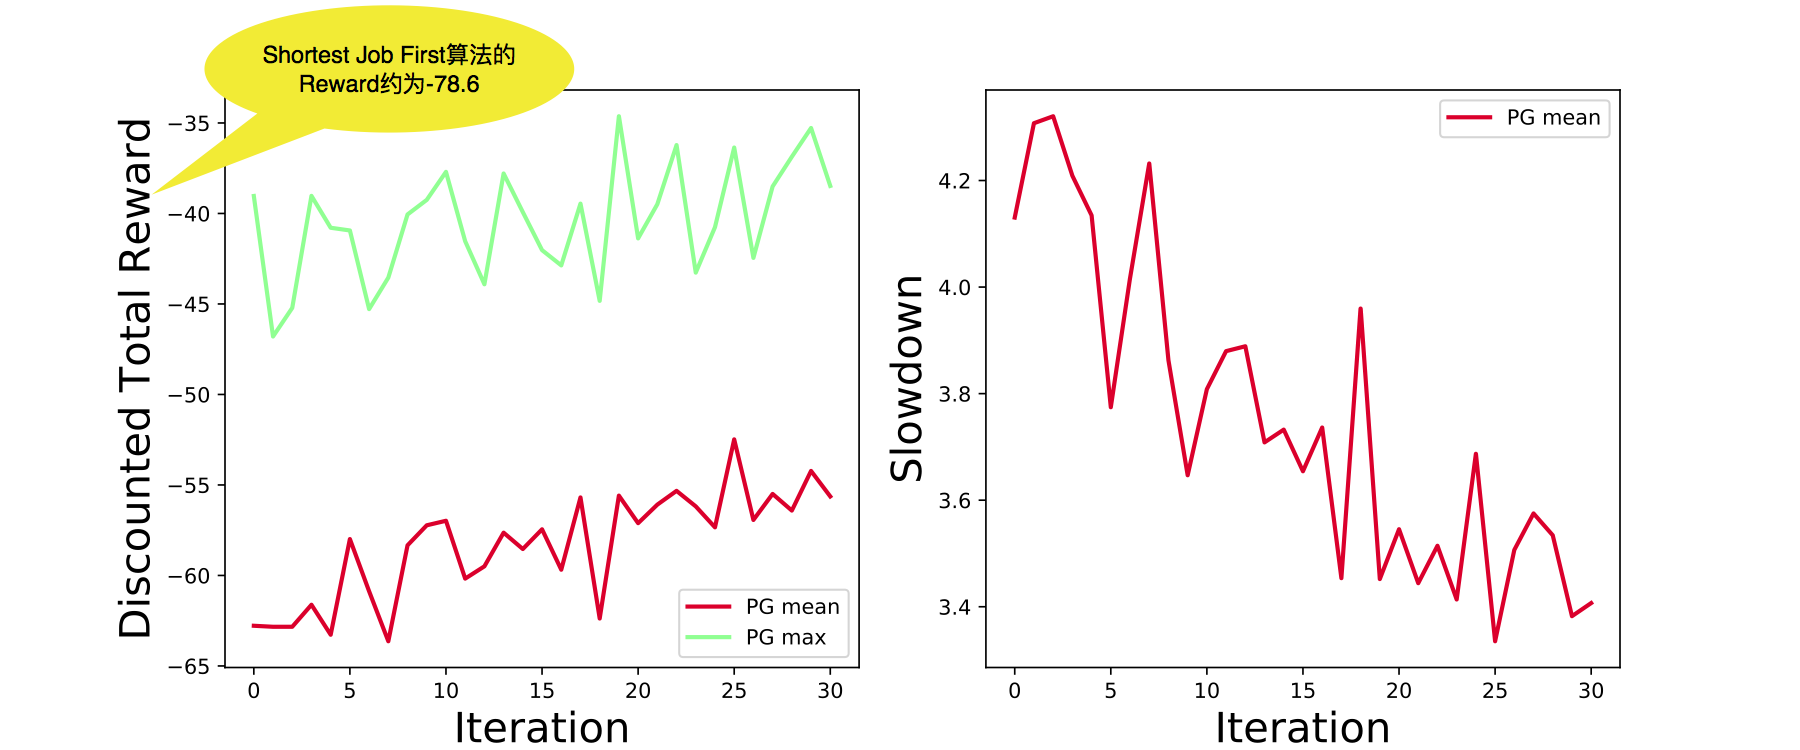 Shortest Job First算法的
Reward约为-78.6
Discounted Total Reward
−35
−40
−45
−50
−55
−60
−65
0 5 10 15 20 25 30
Iteration
PG mean
PG max
Slowdown
4.2
4.0
3.8
3.6
3.4
0 5 10 15 20 25 30
Iteration
PG mean